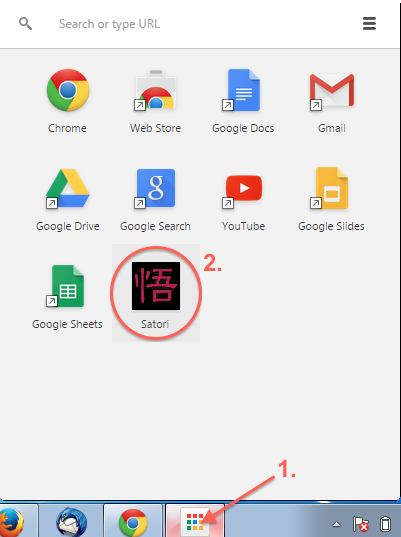 Search or type URL
Chrome
Web Store
Google Docs
Gmail
Google Drive
g
Google Search
YouTube
Google Slides
悟
2.
Google Sheets
Satori
1.